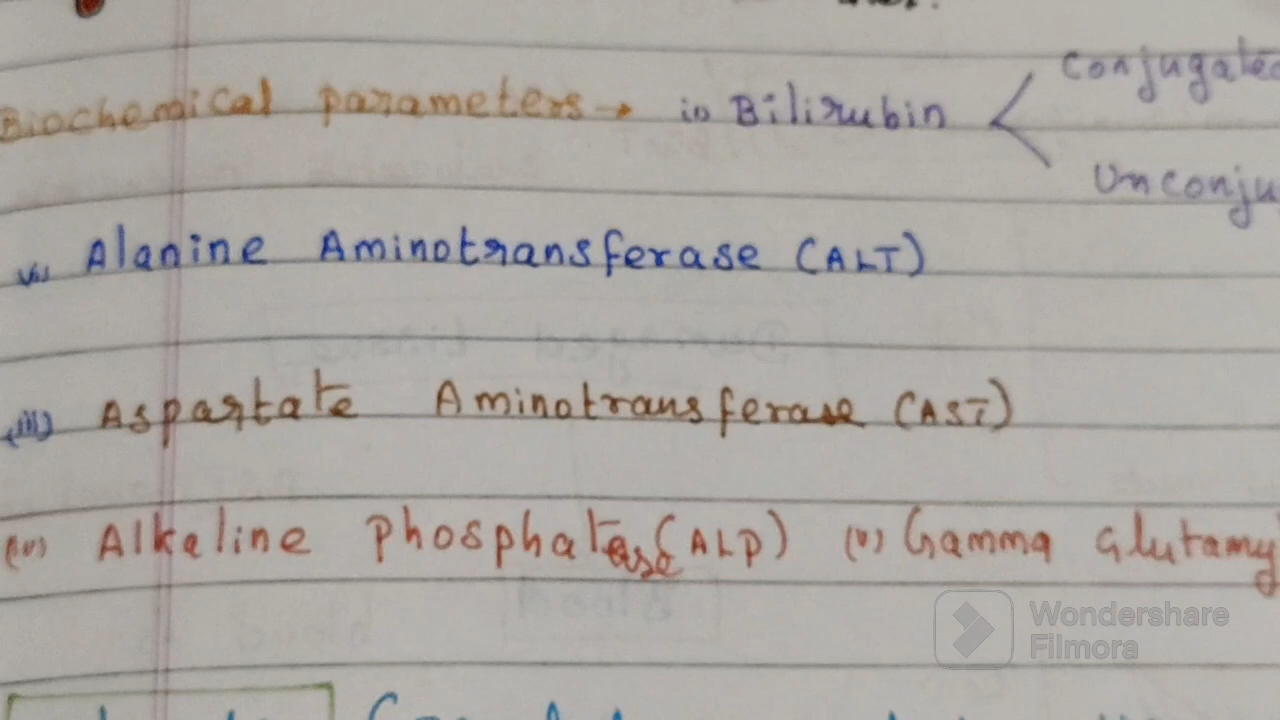 Conjugated
Biochemical parameters → (i) Bilirubin
Unconju
(ii) Alanine Aminotransferase (ALT)
(iii) Aspartate Aminotransferase (AST)
(iv) Alkaline phosphatase (ALP) (v) Gamma Glutamy
Wondershare
Filmora